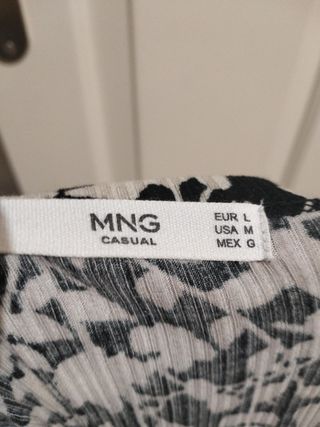 MNG
CASUAL
EUR L
USA M
MEX G